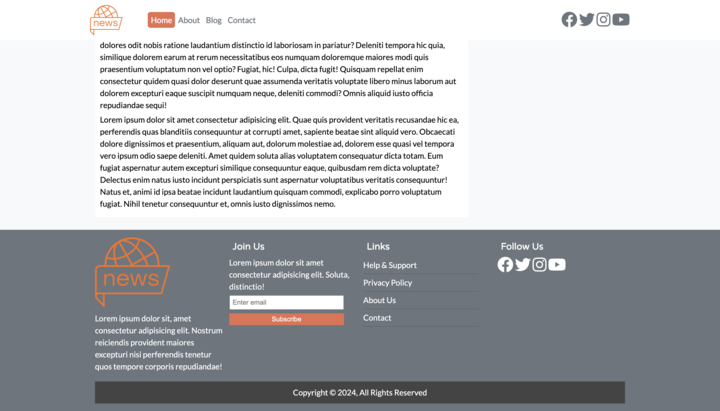 news
Home About Blog Contact
dolores odit nobis ratione laudantium distinctio id laboriosam in pariatur? Deleniti tempora hic quia,
similique dolorem earum at rerum necessitatibus eos numquam doloremque maiores modi quis
praesentium voluptatum non vel optio? Fugiat, hic! Culpa, dicta fugit! Quisquam repellat enim
consectetur quidem quasi dolor deserunt quae assumenda veritatis voluptate libero minus laborum aut
dolorem excepturi eaque suscipit numquam neque, deleniti commodi? Omnis aliquid iusto officia
repudiandae sequi!
Lorem ipsum dolor sit amet consectetur adipisicing elit. Quae quis provident veritatis recusandae hic ea,
perferendis quas blanditiis consequuntur at corrupti amet, sapiente beatae sint aliquid vero. Obcaecati
dolore dignissimos et praesentium, aliquam aut, dolorum molestiae ad, dolorem esse quasi vel tempora
vero ipsum odio saepe deleniti. Amet quidem soluta alias voluptatem consequatur dicta totam. Eum
fugiat aspernatur autem excepturi similique consequuntur eaque, quibusdam rem dicta voluptate?
Delectus enim natus iusto incidunt perspiciatis sunt aspernatur voluptatibus veritatis consequuntur!
Natus et, animi id ipsa beatae incidunt laudantium quisquam commodi, explicabo porro voluptatum
fugiat. Nihil tenetur consequuntur et, omnis iusto dignissimos nemo.
news
Lorem ipsum dolor sit, amet
consectetur adipisicing elit. Nostrum
reiciendis provident maiores
excepturi nisi perferendis tenetur
quos tempore corporis repudiandae!
Join Us
Lorem ipsum dolor sit amet
consectetur adipisicing elit. Soluta,
distinctio!
Enter email
Subscribe
Links
Help & Support
Privacy Policy
About Us
Contact
Follow Us
Copyright © 2024, All Rights Reserved